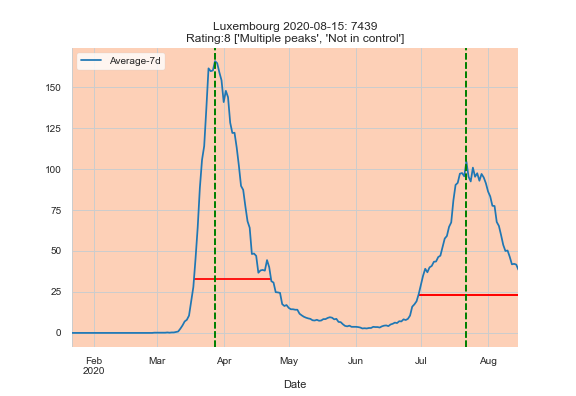 Luxembourg 2020-08-15: 7439
Rating:8 ['Multiple peaks', 'Not in control']
Average-7d
150
125
100
75
50
25
0
Feb Mar Apr May Jun Jul Aug
2020
Date